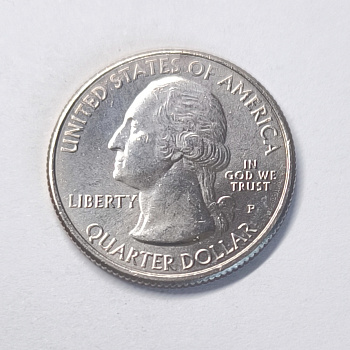 UNITED STATES OF AMERICA
IN
GOD WE
TRUST
LIBERTY
P
QUARTER DOLLAR